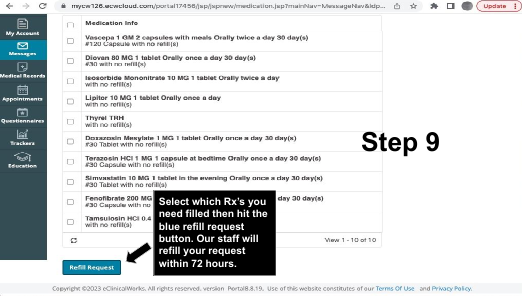 mycw126.ecwcloud.com/portal17456/jsp/jspnew/medication.jsp?mainNav=MessageNav&ldp...
Update
My Account
Messages
Medical Records
Appointments
Questionnaires
Trackers
Education
Medication Info
Vascepa 1 GM 2 capsules with meals Orally twice a day 30 day(s)
#120 Capsule with no refill(s)
Diovan 80 MG 1 tablet Orally once a day 30 day(s)
#30 with no refill(s)
Isosorbide Mononitrate 10 MG 1 tablet Orally twice a day
with no refill(s)
Lipitor 10 MG 1 tablet Orally once a day
with no refill(s)
Thyrel TRH
with no refill(s)
Doxazosin Mesylate 1 MG 1 tablet Orally once a day 30 day(s)
#30 Tablet with no refill(s)
Terazosin HCl 1 MG 1 capsule at bedtime Orally once a day 30 day(s)
#30 Capsule with no refill(s)
Simvastatin 10 MG 1 tablet in the evening Orally once a day 30 day(s)
#30 Tablet with no refill(s)
Fenofibrate 200 MG day 30 day(s)
#30 Capsule with no
Tamsulosin HCl 0.4
with no refill(s)
View 1 - 10 of 10
Step 9
Select which Rx's you
need filled then hit the
blue refill request
button. Our staff will
refill your request
within 72 hours.
Refill Request
Copyright ©2023 eClinicalWorks, All rights reserved. version Portal8.8.19. Use of this website constitutes our Terms Of Use and Privacy Policy.